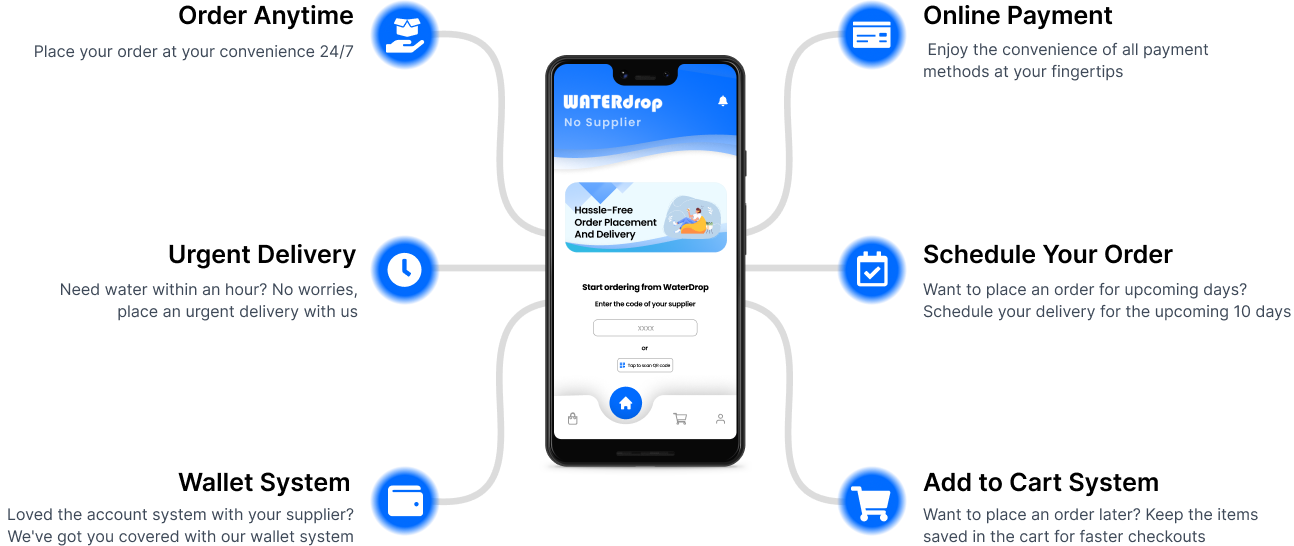 Order Anytime
Place your order at your convenience 24/7
Urgent Delivery
Need water within an hour? No worries,
place an urgent delivery with us
Wallet System
Loved the account system with your supplier?
We've got you covered with our wallet system
WATERdrop
No Supplier
Hassle-Free
Order Placement
And Delivery
Start ordering from WaterDrop
Enter the code of your supplier
XXXX
or
Tap to scan QR code
Online Payment
Enjoy the convenience of all payment
methods at your fingertips
Schedule Your Order
Want to place an order for upcoming days?
Schedule your delivery for the upcoming 10 days
Add to Cart System
Want to place an order later? Keep the items
saved in the cart for faster checkouts